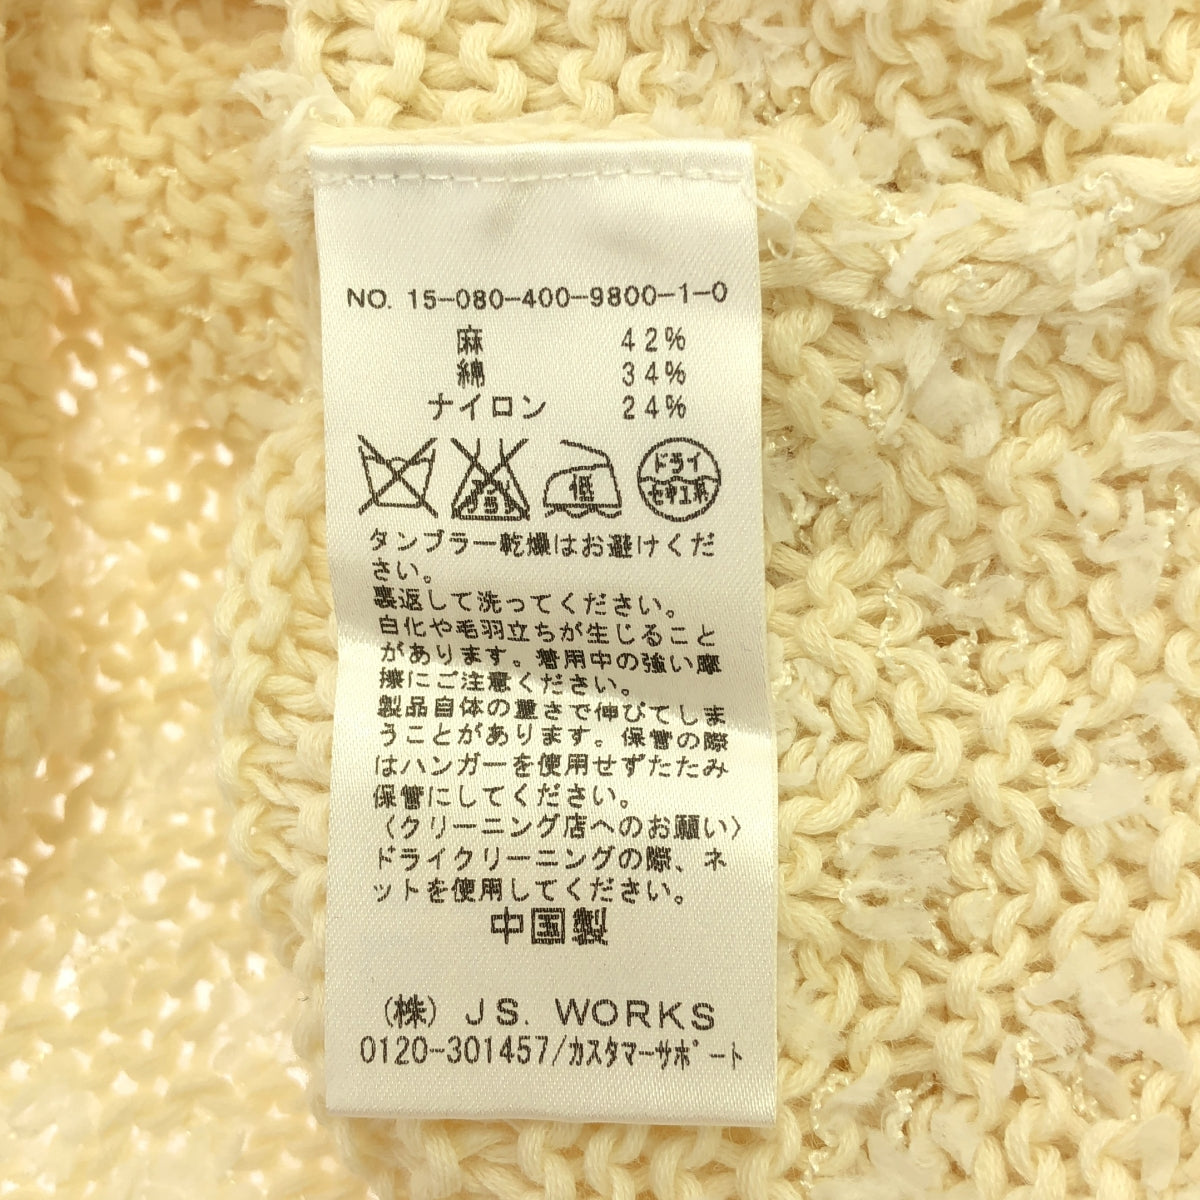 NO. 15-080-400-9800-1-0
麻 42%
綿 34%
ナイロン 24%
エンソ サラシ 低 ドライ
セキユ系
タンブラー乾燥はお避けくだ
さい。
裏返して洗ってください。
白化や毛羽立ちが生じること
があります。着用中の強い摩
擦にご注意ください。
製品自体の重さで伸びてしま
うことがあります。保管の際
はハンガーを使用せずたたみ
保管にしてください。
〈クリーニング店へのお願い〉
ドライクリーニングの際、ネ
ットを使用してください。
中国製
(株) JS. WORKS
0120-301457/カスタマーサポート